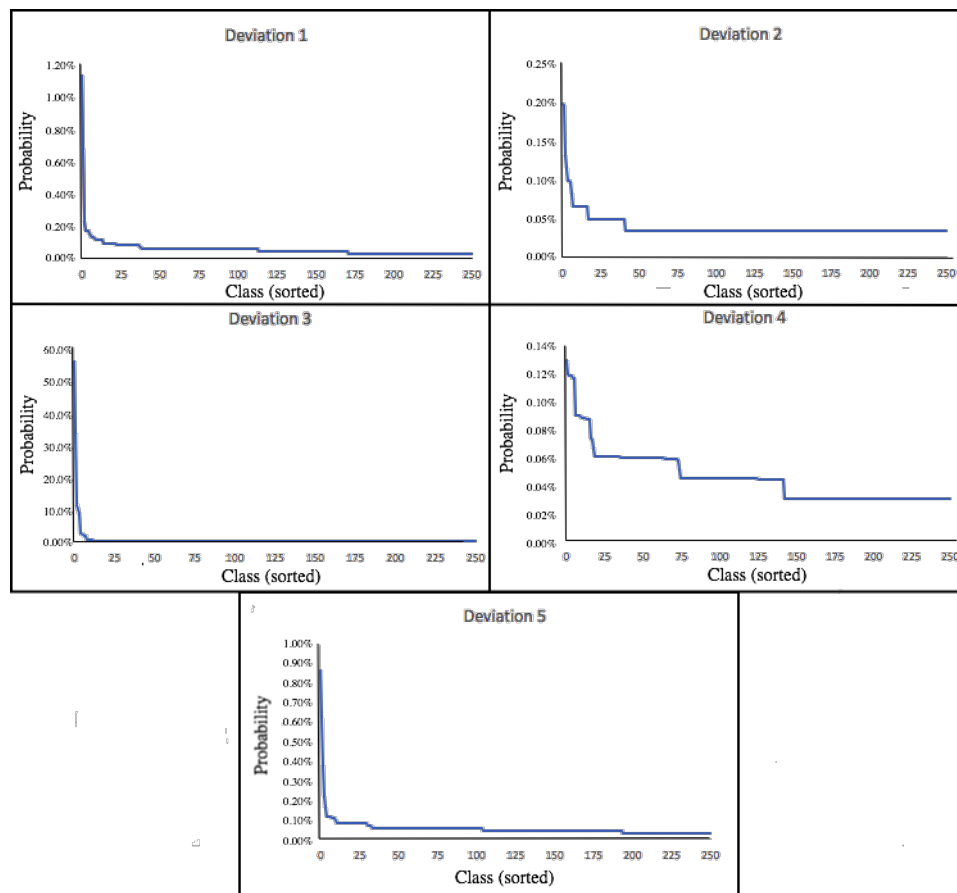 Deviation 1
Probability
1.20%
1.00%
0.80%
0.60%
0.40%
0.20%
0.00%
0 25 50 75 100 125 150 175 200 225 250
Class (sorted)
Deviation 2
Probability
0.25%
0.20%
0.15%
0.10%
0.05%
0.00%
0 25 50 75 100 125 150 175 200 225 250
Class (sorted)
Deviation 3
Probability
60.0%
50.0%
40.0%
30.0%
20.0%
10.0%
0.00%
0 25 50 75 100 125 150 175 200 225 250
Class (sorted)
Deviation 4
Probability
0.14%
0.12%
0.10%
0.08%
0.06%
0.04%
0.02%
0.00%
0 25 50 75 100 125 150 175 200 225 250
Class (sorted)
Deviation 5
Probability
1.00%
0.90%
0.80%
0.70%
0.60%
0.50%
0.40%
0.30%
0.20%
0.10%
0.00%
0 25 50 75 100 125 150 175 200 225 250
Class (sorted)